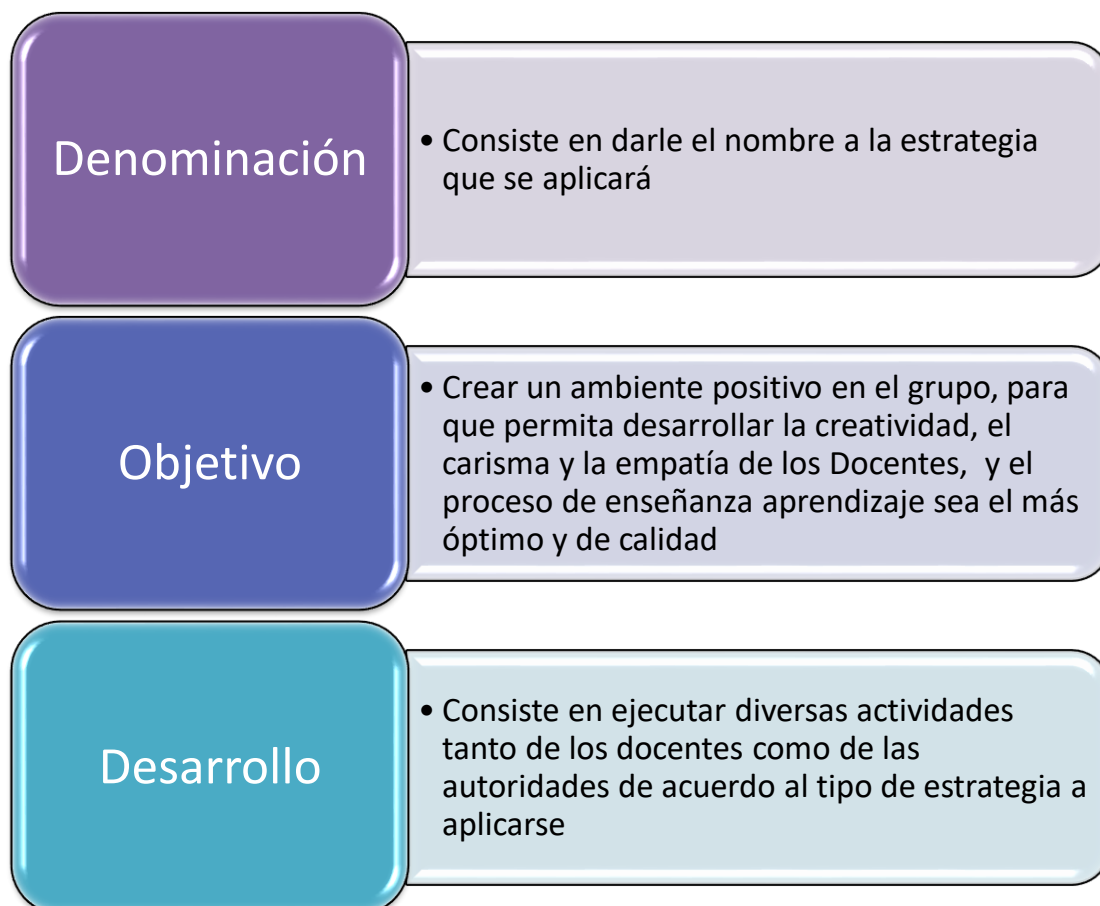 Denominación
• Consiste en darle el nombre a la estrategia
que se aplicará
Objetivo
• Crear un ambiente positivo en el grupo, para
que permita desarrollar la creatividad, el
carisma y la empatía de los Docentes,  y el
proceso de enseñanza aprendizaje sea el más
óptimo y de calidad
Desarrollo
• Consiste en ejecutar diversas actividades
tanto de los docentes como de las
autoridades de acuerdo al tipo de estrategia a
aplicarse